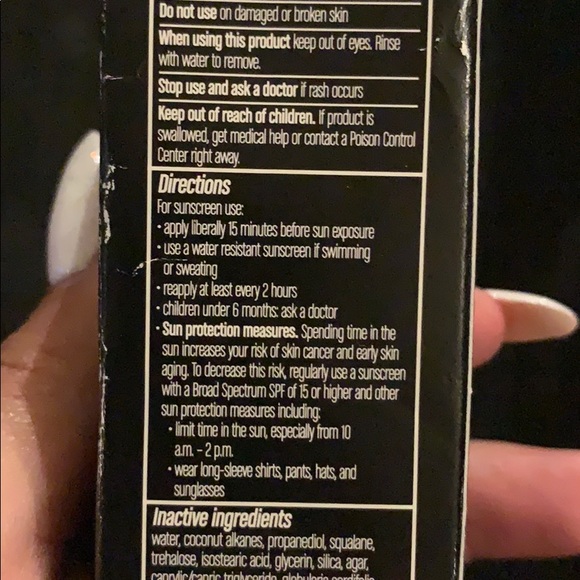 Do not use on damaged or broken skin
When using this product keep out of eyes. Rinse
with water to remove.
Stop use and ask a doctor if rash occurs
Keep out of reach of children. If product is
swallowed, get medical help or contact a Poison Control
Center right away.
Directions
For sunscreen use:
• apply liberally 15 minutes before sun exposure
• use a water resistant sunscreen if swimming
or sweating
• reapply at least every 2 hours
• children under 6 months: ask a doctor
• Sun protection measures. Spending time in the
sun increases your risk of skin cancer and early skin
aging. To decrease this risk, regularly use a sunscreen
with a Broad Spectrum SPF of 15 or higher and other
sun protection measures including:
• limit time in the sun, especially from 10
a.m. – 2 p.m.
• wear long-sleeve shirts, pants, hats, and
sunglasses
Inactive ingredients
water, coconut alkanes, propanediol, squalane,
trehalose, isostearic acid, glycerin, silica, agar,
caprylic/capric triglyceride, globularia cordifolia